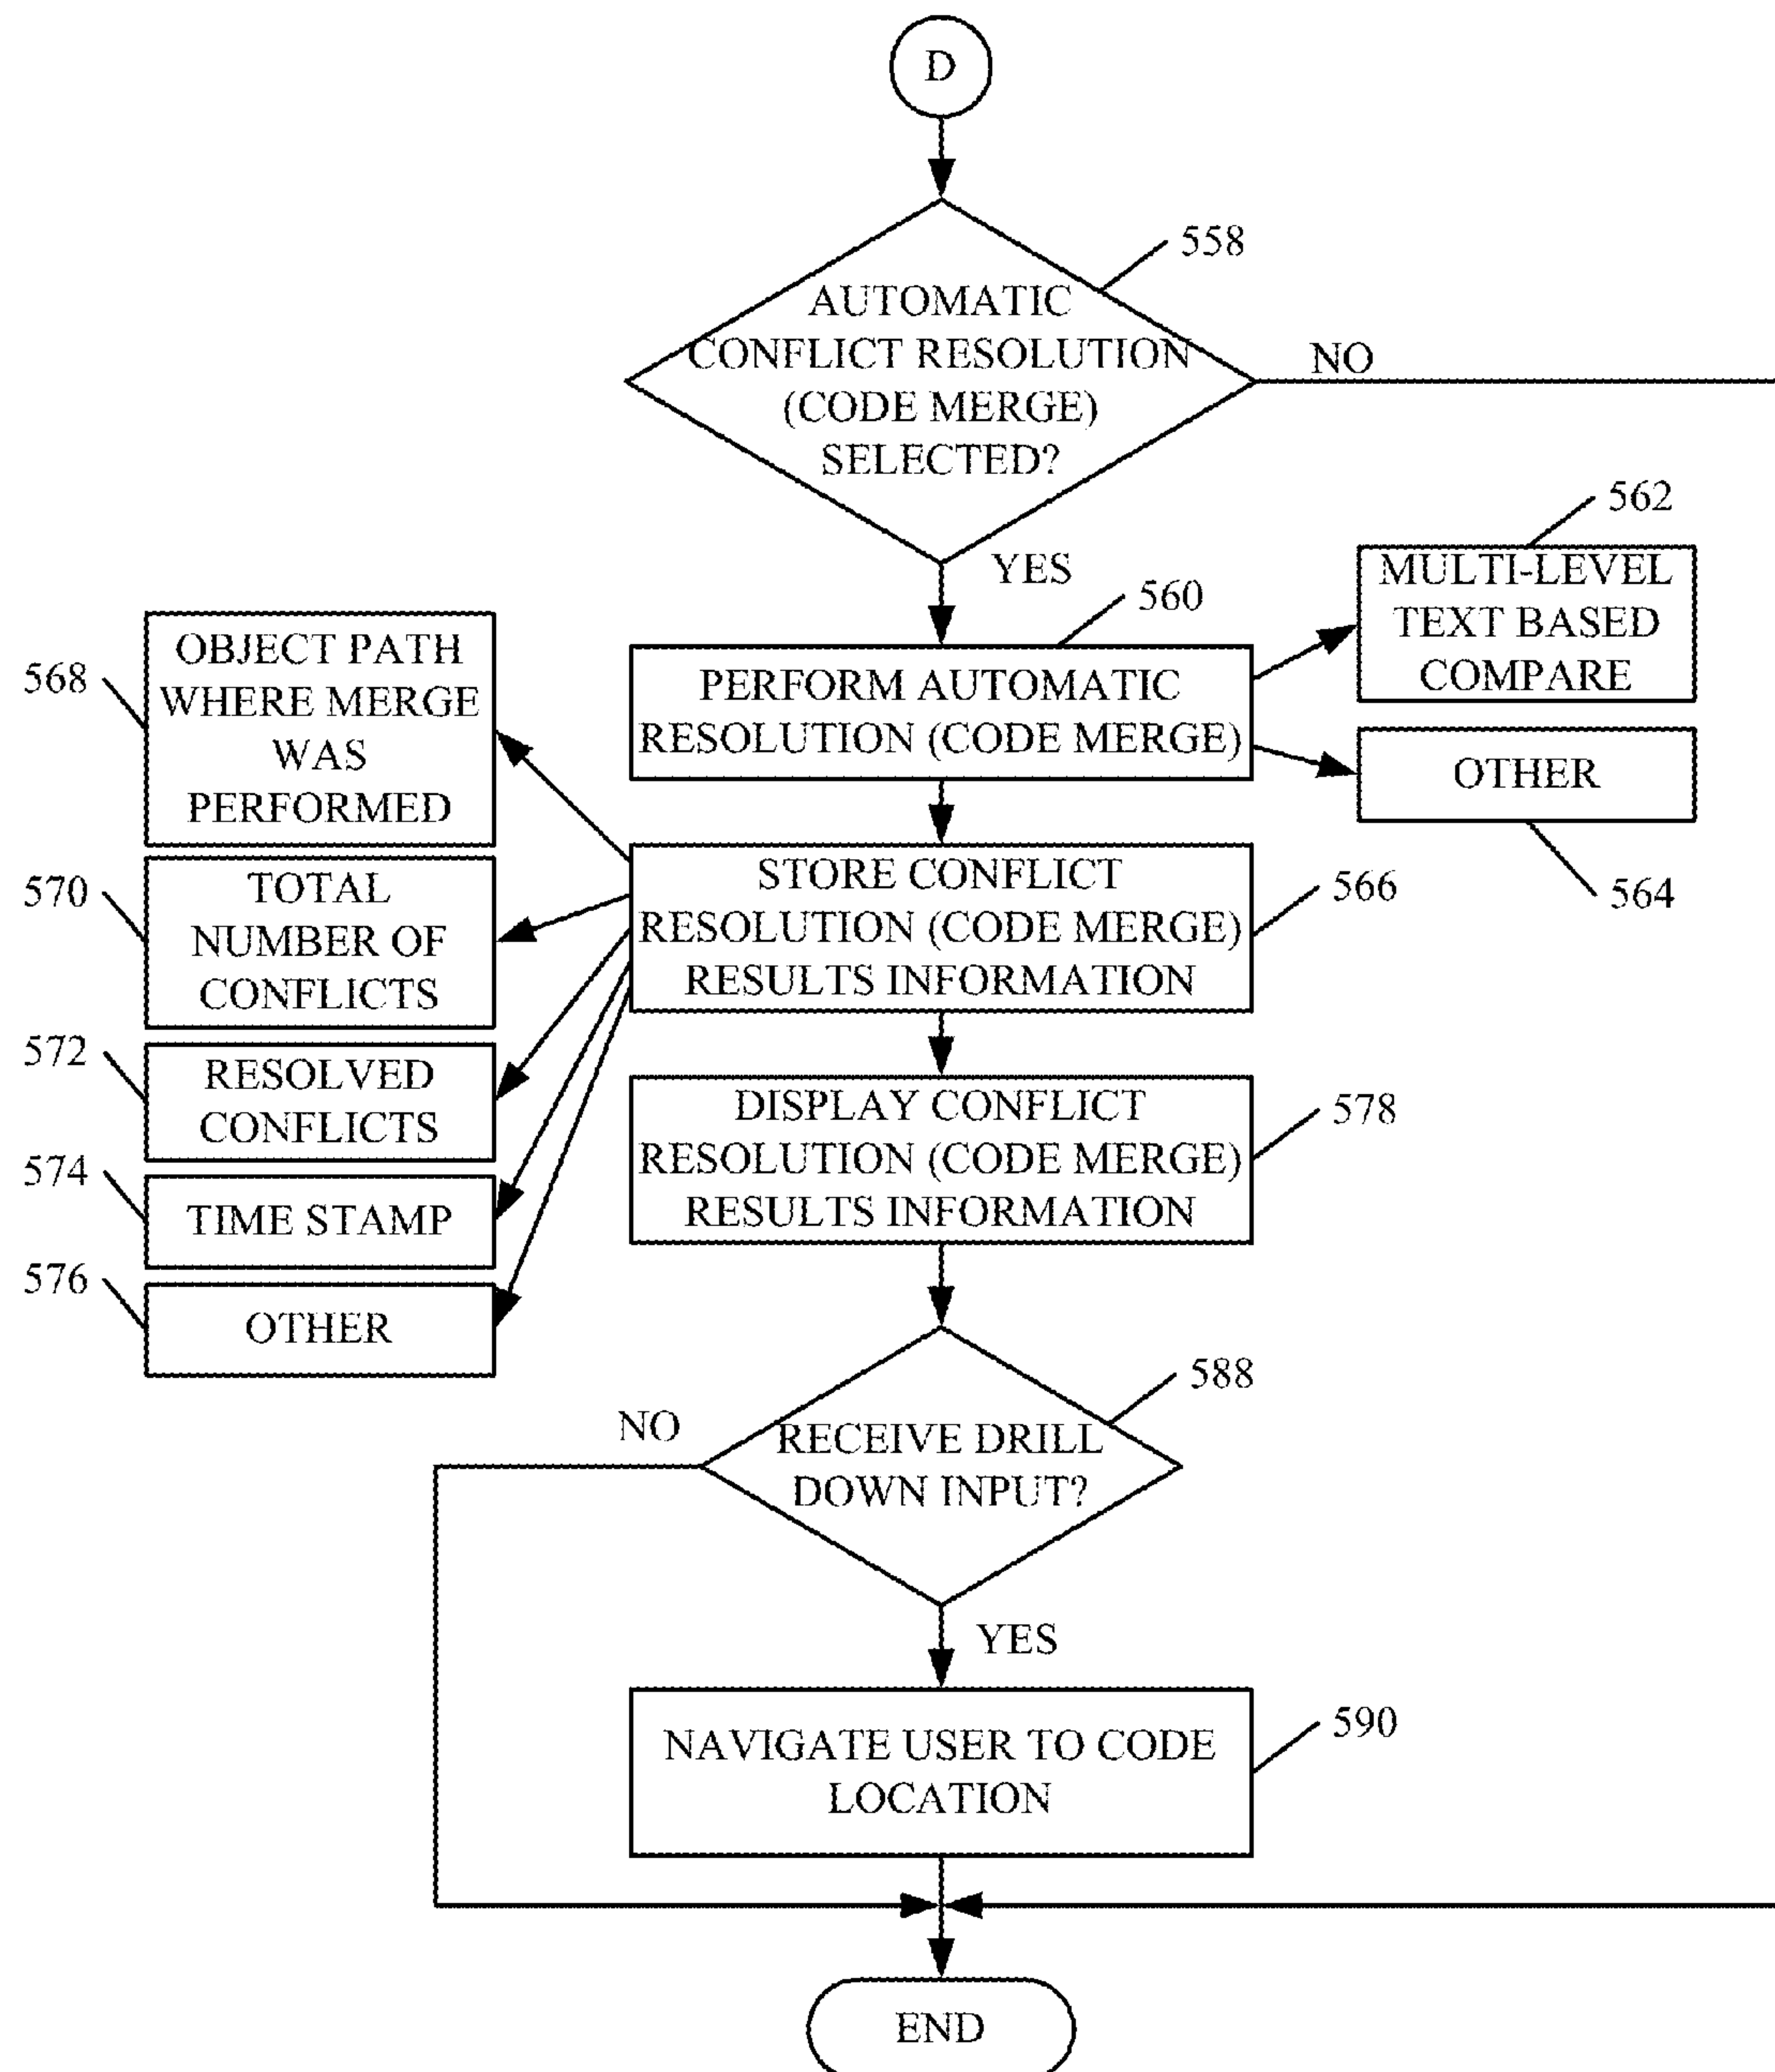 D
558
AUTOMATIC
CONFLICT RESOLUTION
(CODE MERGE)
SELECTED?
NO
YES
562
MULTI-LEVEL
TEXT BASED
COMPARE
560
PERFORM AUTOMATIC
RESOLUTION (CODE MERGE)
OTHER
564
568
OBJECT PATH
WHERE MERGE
WAS
PERFORMED
566
STORE CONFLICT
RESOLUTION (CODE MERGE)
RESULTS INFORMATION
570
TOTAL
NUMBER OF
CONFLICTS
572
RESOLVED
CONFLICTS
574
TIME STAMP
576
OTHER
578
DISPLAY CONFLICT
RESOLUTION (CODE MERGE)
RESULTS INFORMATION
588
RECEIVE DRILL
DOWN INPUT?
NO
YES
590
NAVIGATE USER TO CODE
LOCATION
END